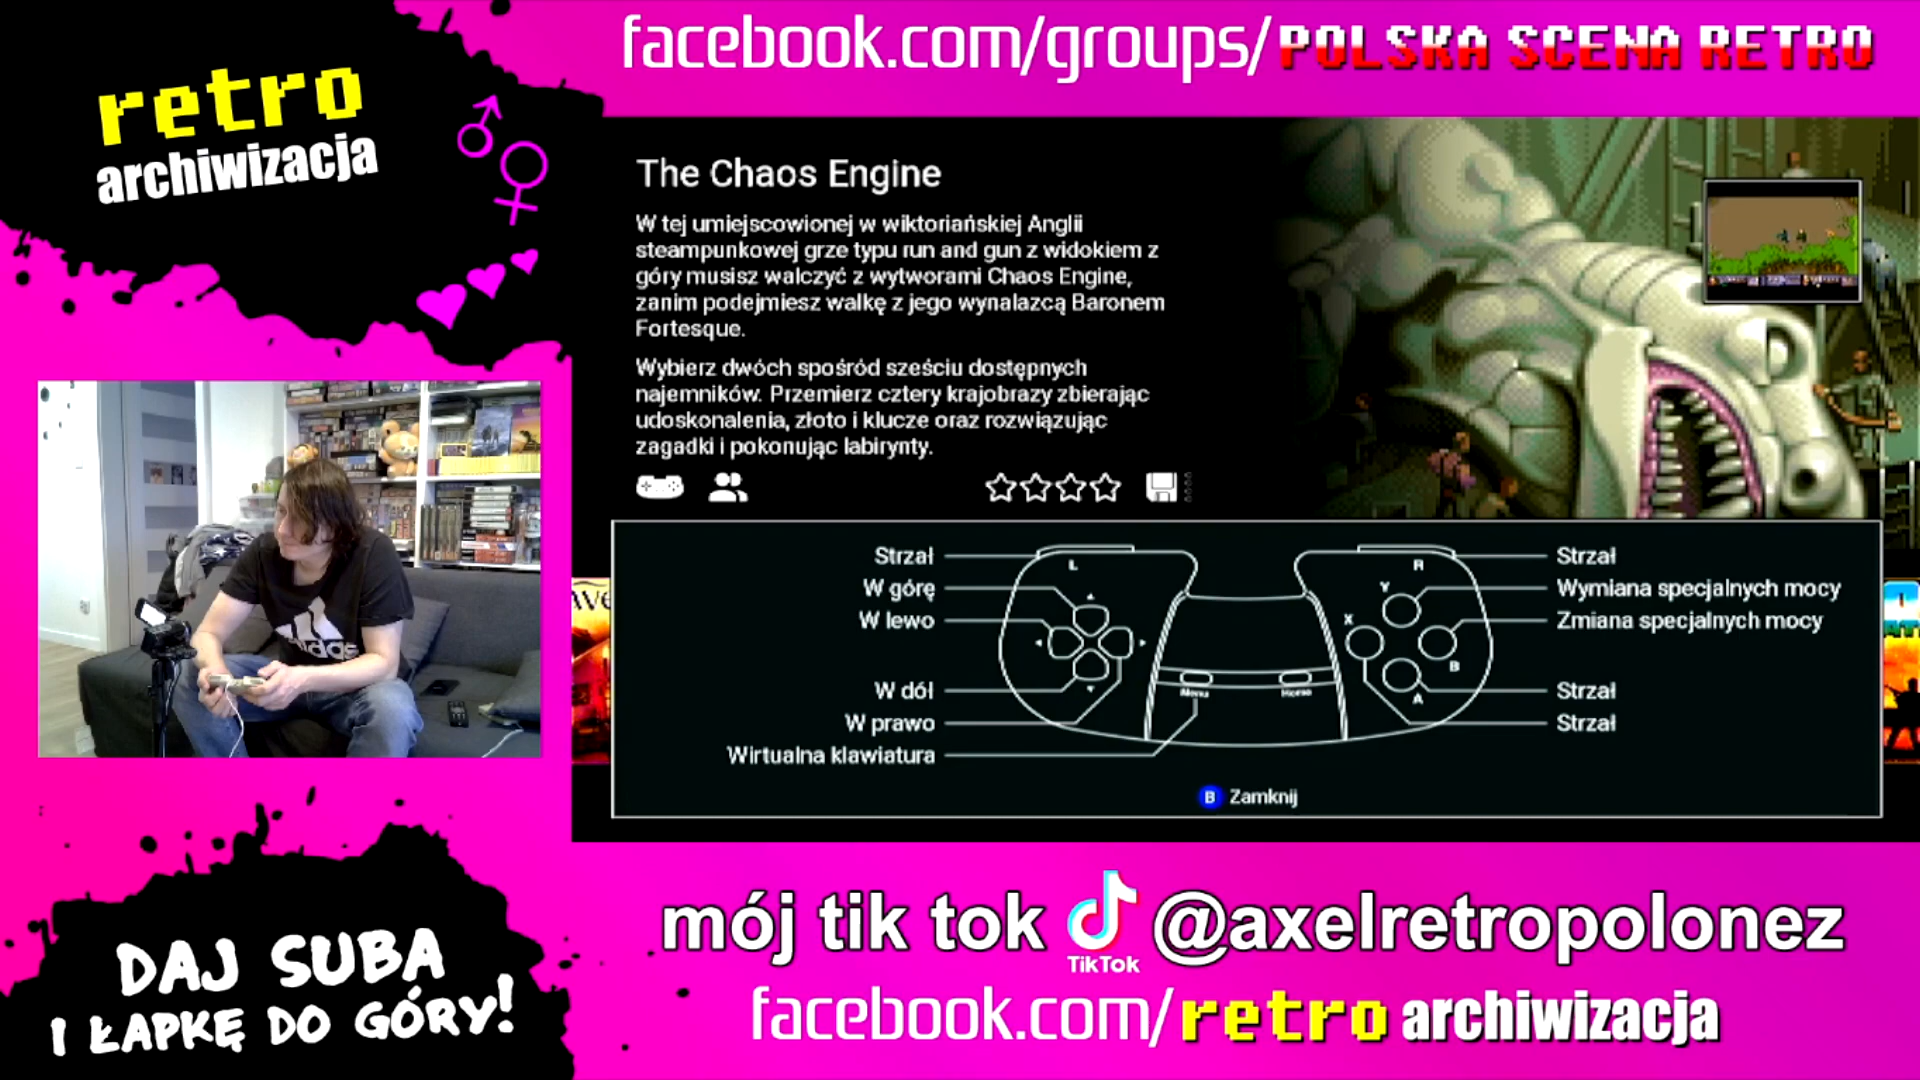 facebook.com/groups/POLSKA SCENA RETRO
retro
archiwizacja
The Chaos Engine
W tej umiejscowionej w wiktoriańskiej Anglii
steampunkowej grze typu run and gun z widokiem z
góry musisz walczyć z wytworami Chaos Engine,
zanim podejmiesz walkę z jego wynalazcą Baronem
Fortesque.
Wybierz dwóch spośród sześciu dostępnych
najemników. Przemierz cztery krajobrazy zbierając
udoskonalenia, złoto i klucze oraz rozwiązując
zagadki i pokonując labirynty.
Strzał
W górę
W lewo
W dół
W prawo
Wirtualna klawiatura
L
R
Y
X
B
A
Menu
Home
Strzał
Wymiana specjalnych mocy
Zmiana specjalnych mocy
Strzał
Strzał
B Zamknij
adidas
DAJ SUBA
I ŁAPKĘ DO GÓRY!
mój tik tok TikTok @axelretropolonez
facebook.com/retro archiwizacja